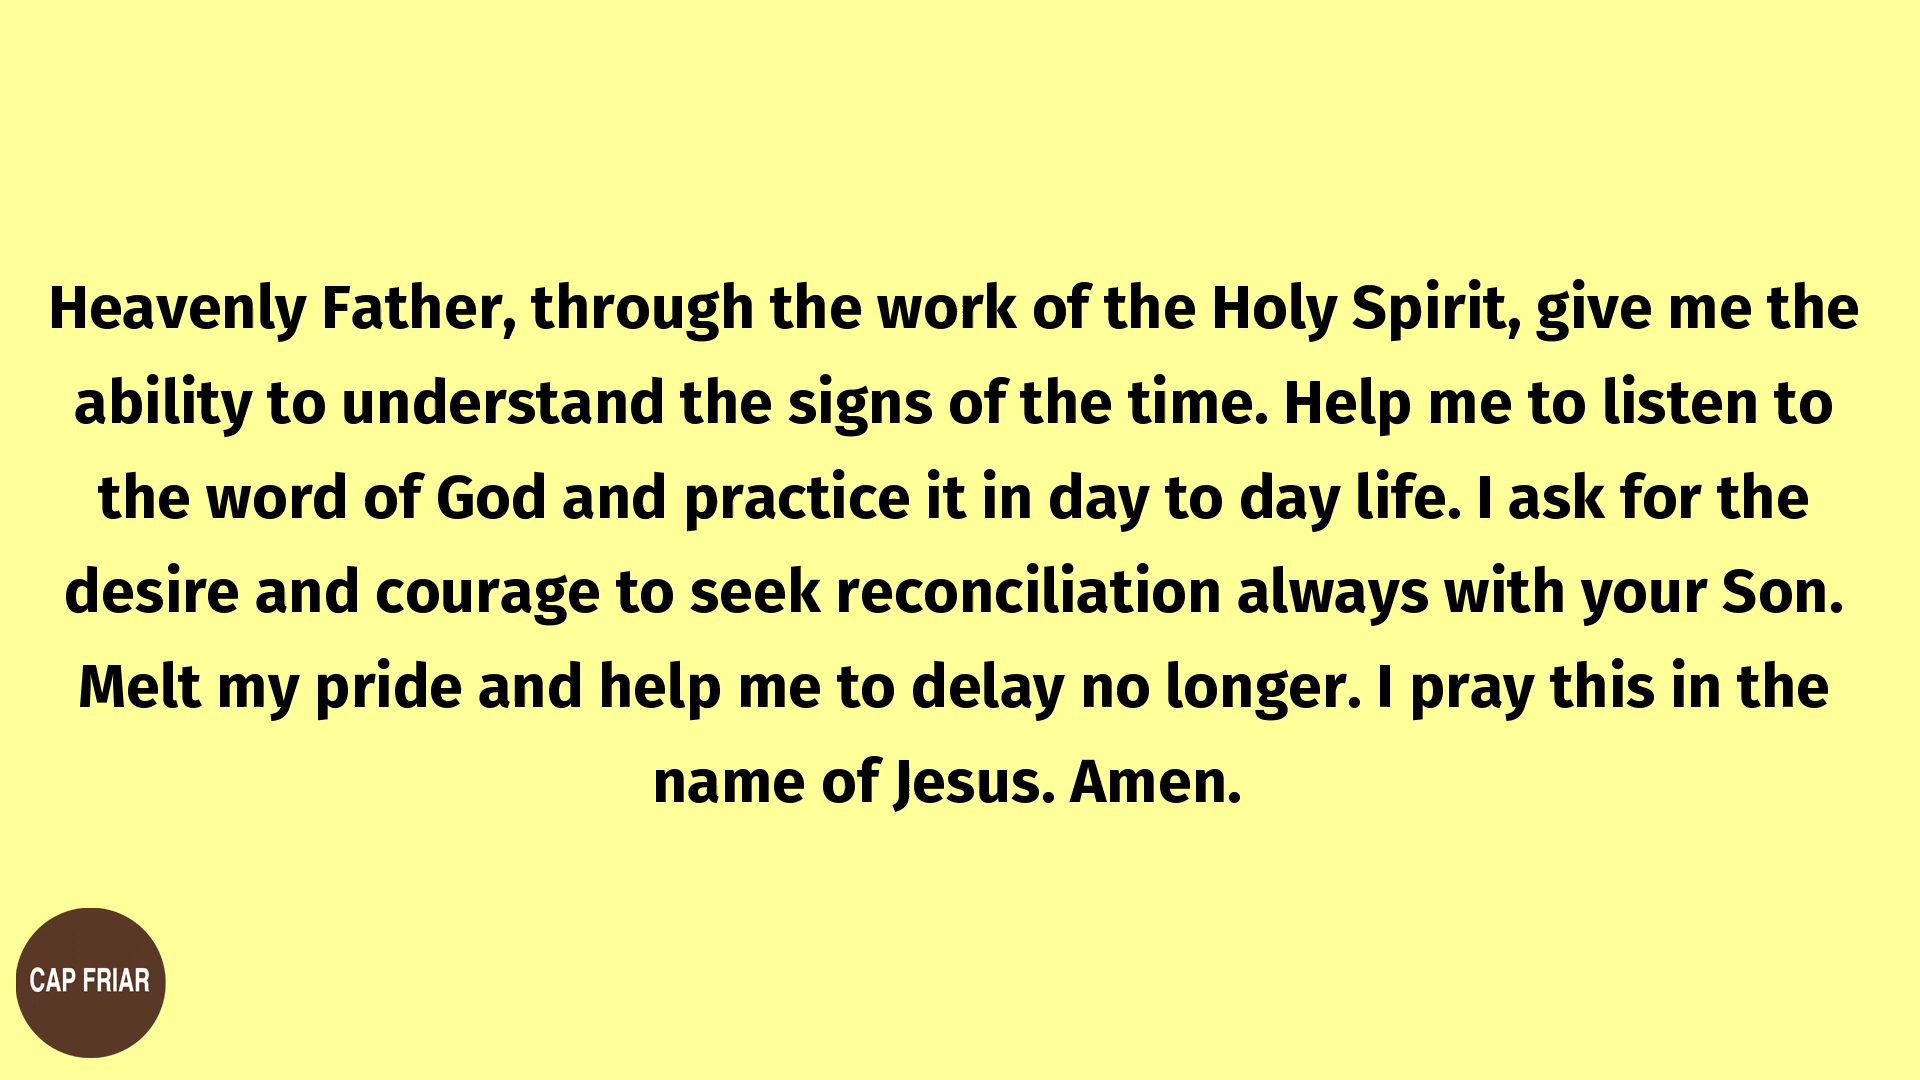 Heavenly Father, through the work of the Holy Spirit, give me the
ability to understand the signs of the time. Help me to listen to
the word of God and practice it in day to day life. I ask for the
desire and courage to seek reconciliation always with your Son.
Melt my pride and help me to delay no longer. I pray this in the
name of Jesus. Amen.
CAP FRIAR